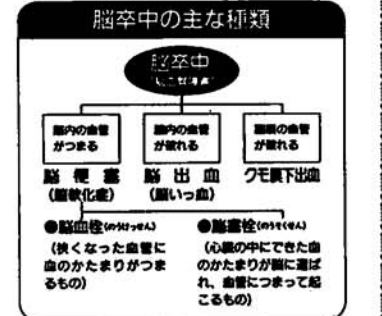 脳卒中の主な種類
脳卒中
脳内の血管
がつまる
脳内の血管
が破れる
脳膜の血管
が破れる
脳梗塞
脳出血
クモ膜下出血
(脳軟化症)
(脳いっ血)
●脳血栓(のうけっせん)
●脳塞栓(のうそくせん)
(狭くなった血管に
血のかたまりがつま
るもの)
(心臓の中にできた血
のかたまりが脳に運ば
れ、血管につまって起
こるもの)